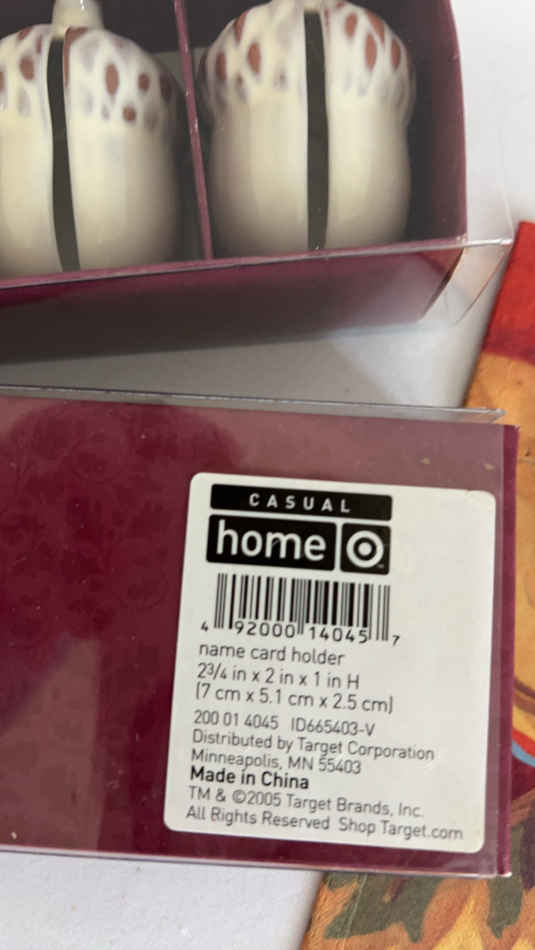 CASUAL
home
4 92000 14045 7
name card holder
2 3/4 in x 2 in x 1 in H
(7 cm x 5.1 cm x 2.5 cm)
200 01 4045 ID665403-V
Distributed by Target Corporation
Minneapolis, MN 55403
Made in China
TM & ©2005 Target Brands, Inc.
All Rights Reserved Shop Target.com